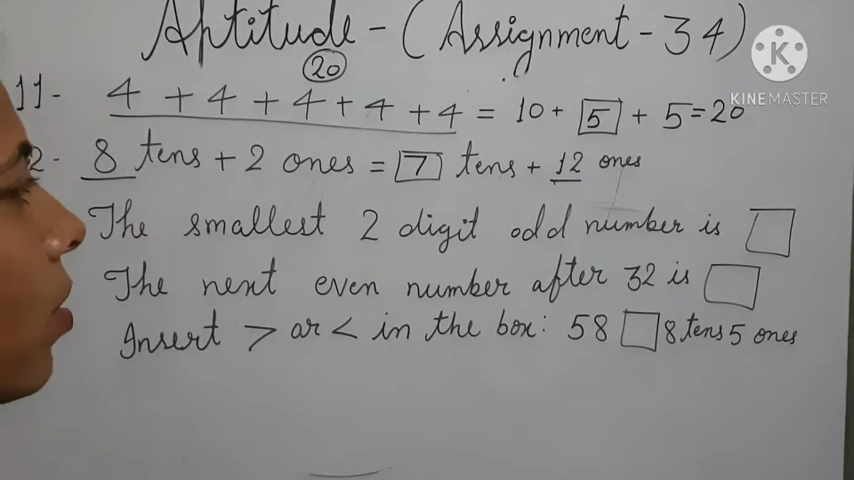 Aptitude - (Assignment - 34)
20
11- 4 + 4 + 4 + 4 + 4 = 10 + 5 + 5 = 20
2- 8 tens + 2 ones = 7 tens + 12 ones
The smallest 2 digit odd number is
The next even number after 32 is
Insert > or < in the box: 58 8 tens 5 ones
KINEMASTER